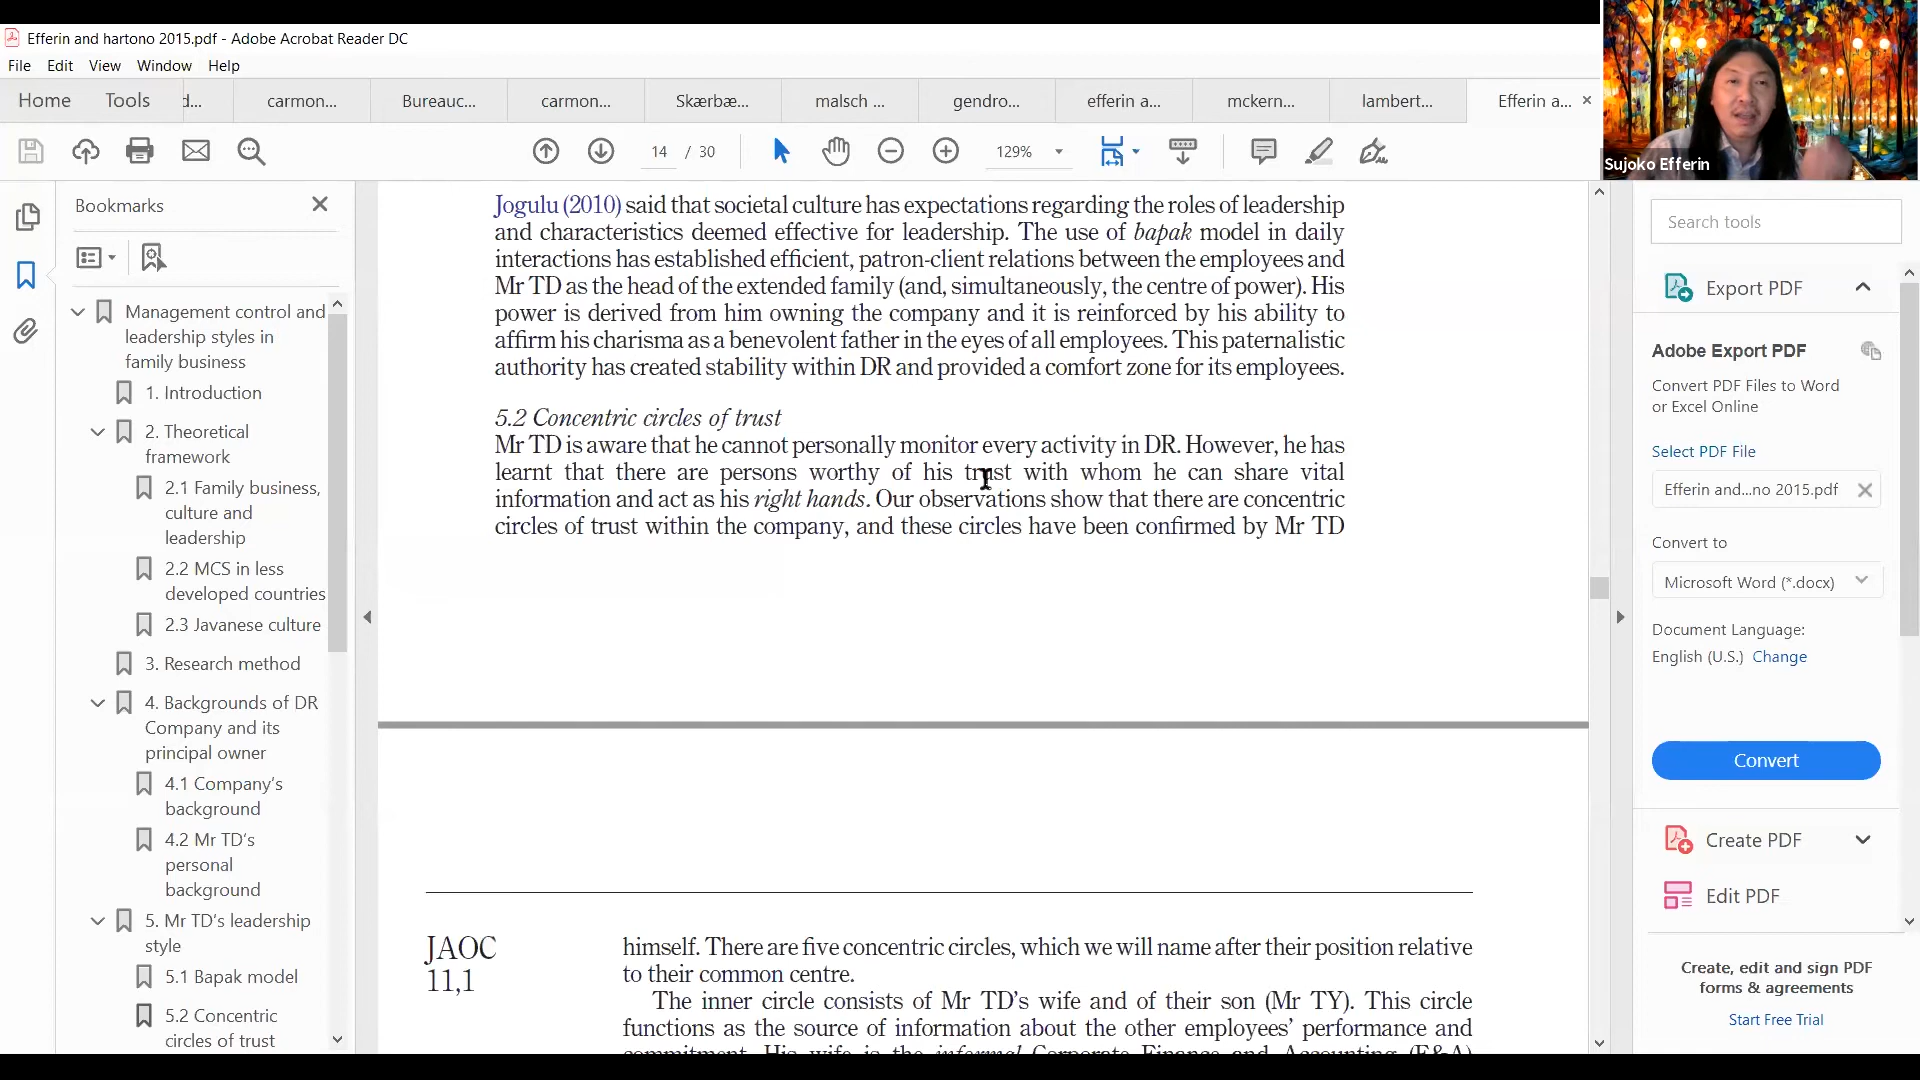 Efferin and hartono 2015.pdf - Adobe Acrobat Reader DC
File Edit View Window Help
Home Tools d... carmon... Bureauc... carmon... Skærbæ... malsch ... gendro... efferin a... mckern... lambert... Efferin a...
14 / 30 129%
Sujoko Efferin
Bookmarks
Management control and
leadership styles in
family business
1. Introduction
2. Theoretical
framework
2.1 Family business,
culture and
leadership
2.2 MCS in less
developed countries
2.3 Javanese culture
3. Research method
4. Backgrounds of DR
Company and its
principal owner
4.1 Company's
background
4.2 Mr TD's
personal
background
5. Mr TD's leadership
style
5.1 Bapak model
5.2 Concentric
circles of trust
Jogulu (2010) said that societal culture has expectations regarding the roles of leadership
and characteristics deemed effective for leadership. The use of bapak model in daily
interactions has established efficient, patron-client relations between the employees and
Mr TD as the head of the extended family (and, simultaneously, the centre of power). His
power is derived from him owning the company and it is reinforced by his ability to
affirm his charisma as a benevolent father in the eyes of all employees. This paternalistic
authority has created stability within DR and provided a comfort zone for its employees.
5.2 Concentric circles of trust
Mr TD is aware that he cannot personally monitor every activity in DR. However, he has
learnt that there are persons worthy of his trust with whom he can share vital
information and act as his right hands. Our observations show that there are concentric
circles of trust within the company, and these circles have been confirmed by Mr TD
JAOC
11,1
himself. There are five concentric circles, which we will name after their position relative
to their common centre.
The inner circle consists of Mr TD's wife and of their son (Mr TY). This circle
functions as the source of information about the other employees' performance and
commitment. His wife is the informal Corporate Finance and Accounting (F&A)
Search tools
Export PDF
Adobe Export PDF
Convert PDF Files to Word
or Excel Online
Select PDF File
Efferin and...no 2015.pdf
Convert to
Microsoft Word (*.docx)
Document Language:
English (U.S.) Change
Convert
Create PDF
Edit PDF
Create, edit and sign PDF
forms & agreements
Start Free Trial